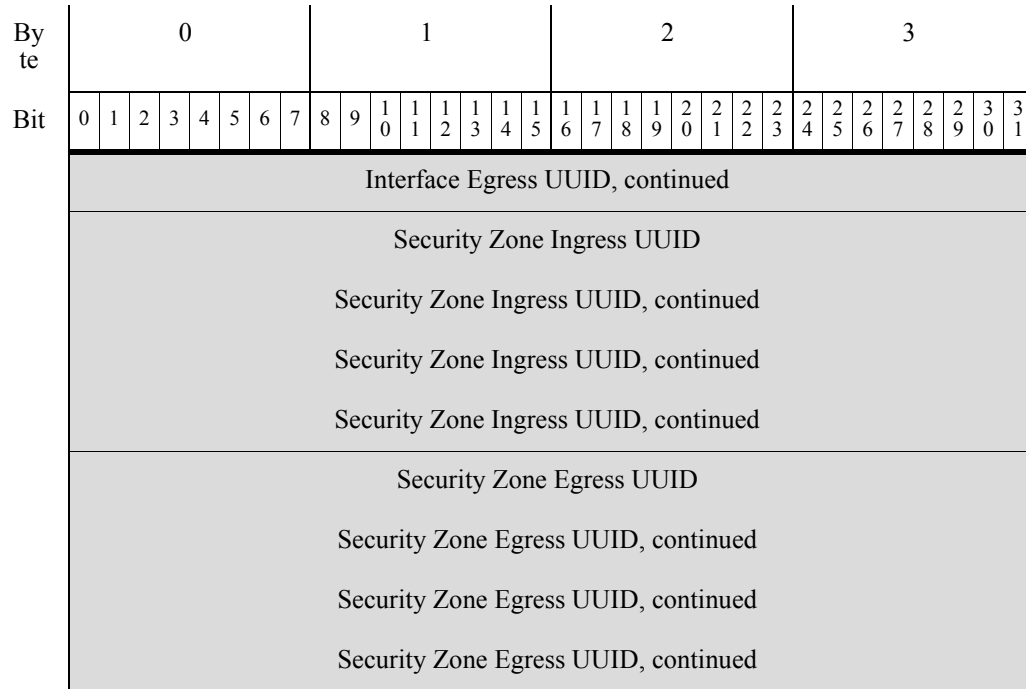 By
te 0 1 2 3
Bit 0 1 2 3 4 5 6 7 8 9 10 11 12 13 14 15 16 17 18 19 20 21 22 23 24 25 26 27 28 29 30 31
Interface Egress UUID, continued
Security Zone Ingress UUID
Security Zone Ingress UUID, continued
Security Zone Ingress UUID, continued
Security Zone Ingress UUID, continued
Security Zone Egress UUID
Security Zone Egress UUID, continued
Security Zone Egress UUID, continued
Security Zone Egress UUID, continued